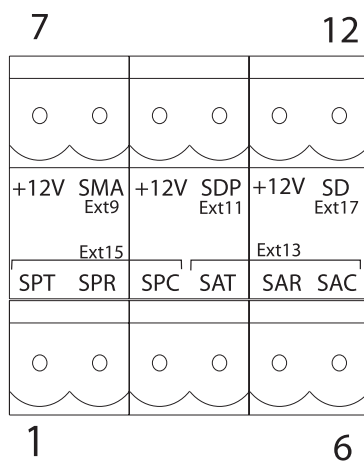 7 12
+12V SMA +12V SDP +12V SD
Ext9 Ext11 Ext17
Ext15 Ext13
SPT SPR SPC SAT SAR SAC
1 6